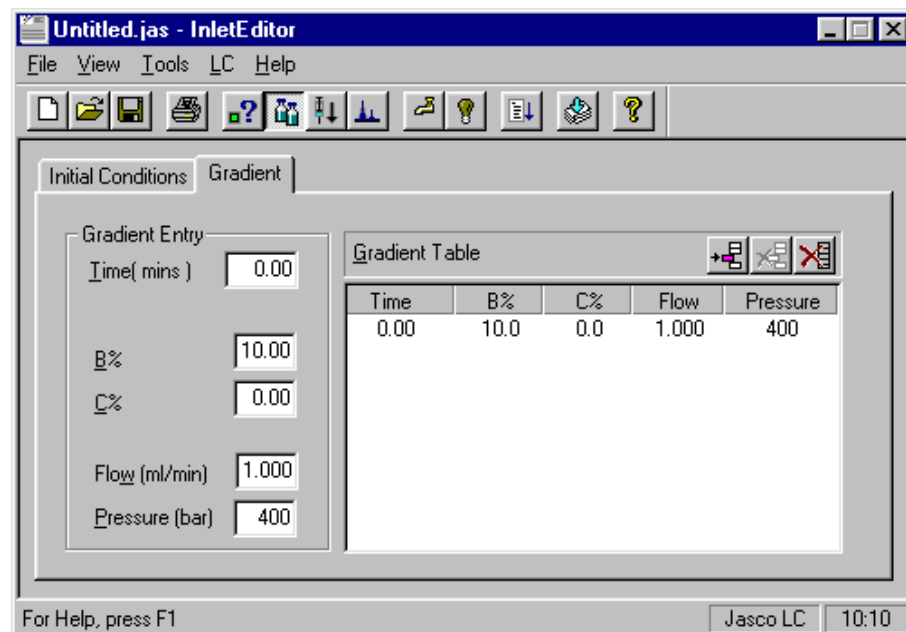 Untitled.jas - InletEditor
File View Tools LC Help
Initial Conditions Gradient
Gradient Entry
Time( mins ) 0.00
B% 10.00
C% 0.00
Flow (ml/min) 1.000
Pressure (bar) 400
Gradient Table
Time B% C% Flow Pressure
0.00 10.0 0.0 1.000 400
For Help, press F1 Jasco LC 10:10